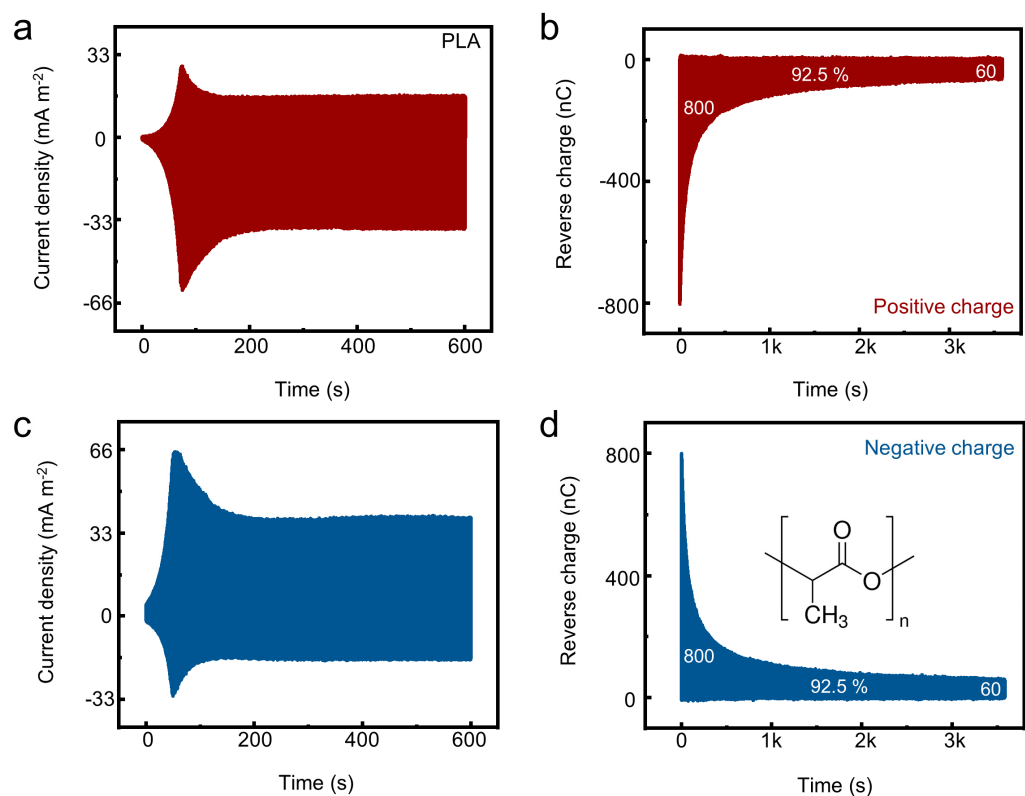 a
PLA
Current density (mA m⁻²)
33
0
-33
-66
0
200
400
600
Time (s)
b
Reverse charge (nC)
0
-400
-800
92.5 %
60
800
Positive charge
0
1k
2k
3k
Time (s)
c
Current density (mA m⁻²)
66
33
0
-33
0
200
400
600
Time (s)
d
Negative charge
Reverse charge (nC)
800
400
0
O
O
CH₃
n
800
92.5 %
60
0
1k
2k
3k
Time (s)